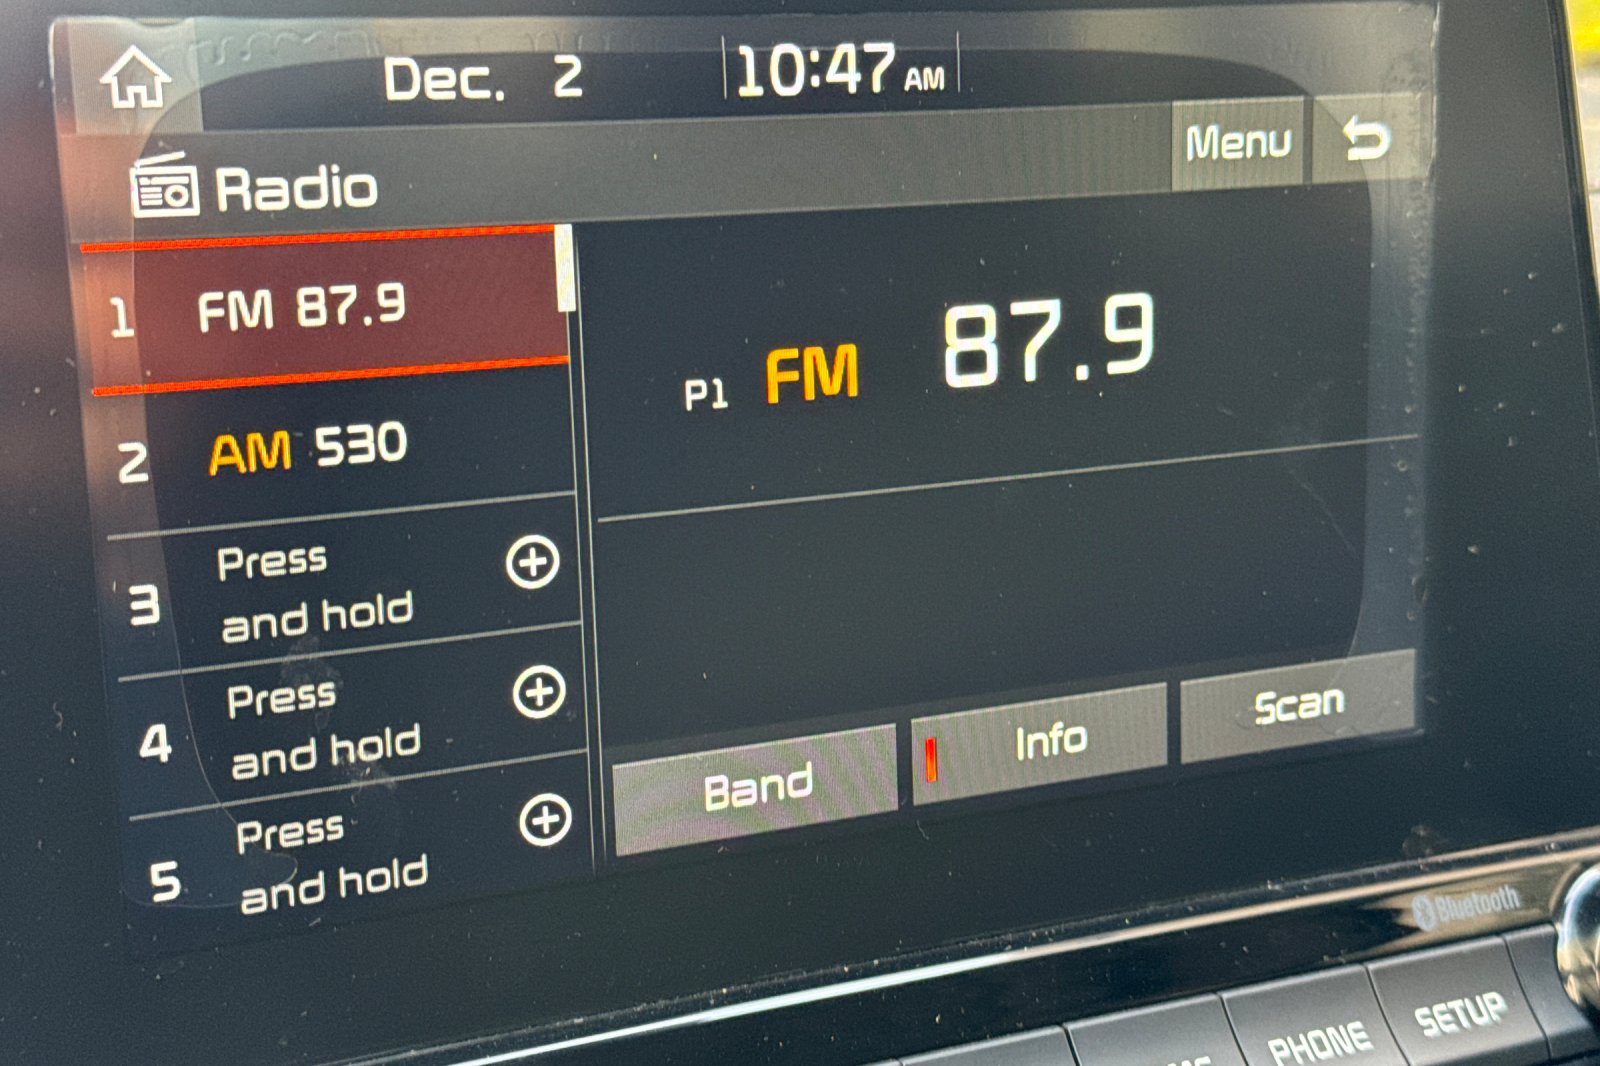 Dec. 2 10:47 AM
Menu
Radio
1 FM 87.9
P1 FM 87.9
2 AM 530
3 Press
and hold
4 Press
and hold
5 Press
and hold
Band Info Scan
Bluetooth
PHONE SETUP